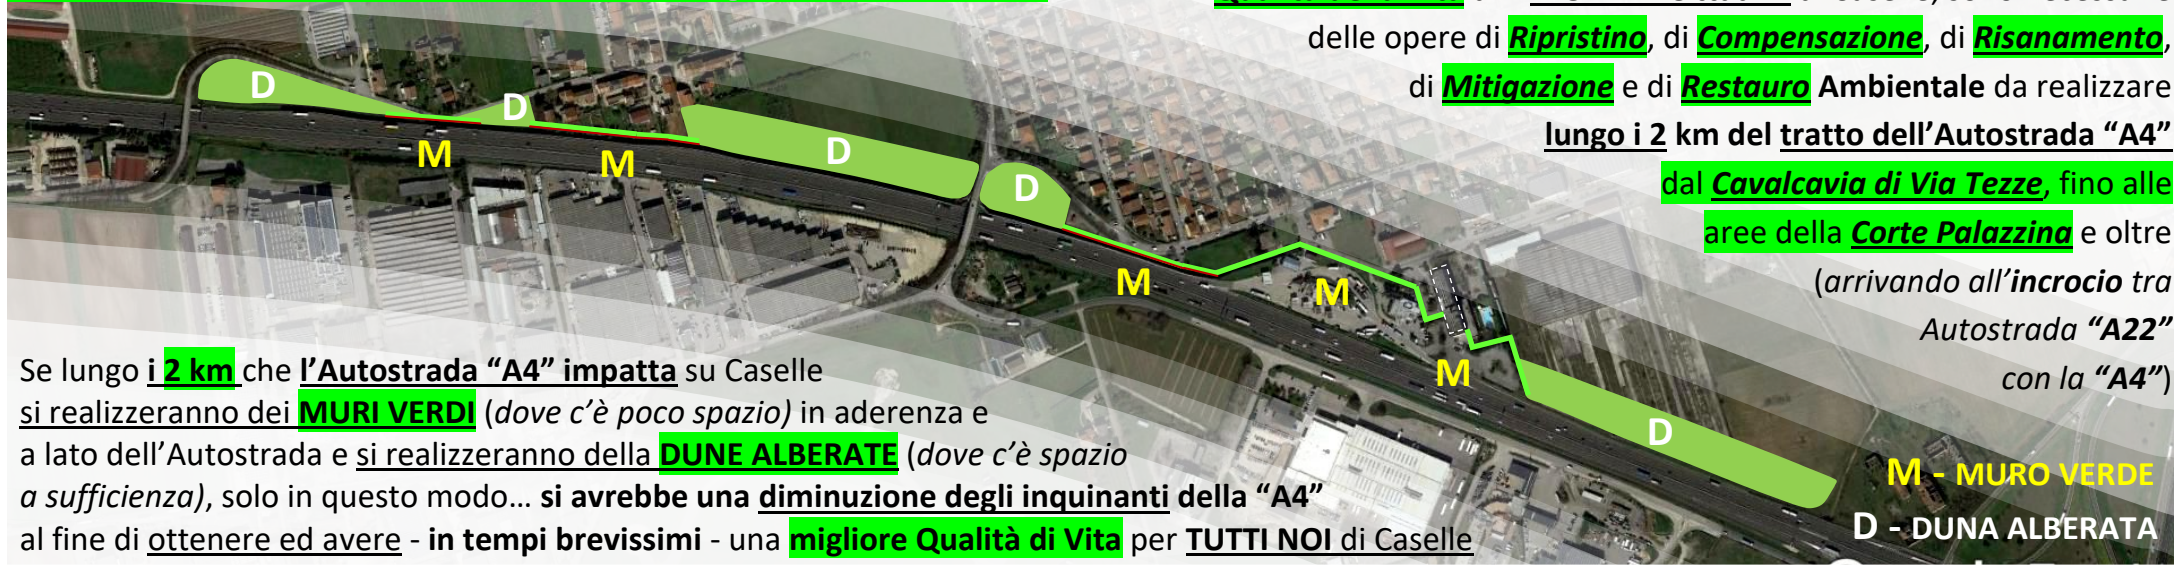 delle opere di Ripristino, di Compensazione, di Risanamento,
di Mitigazione e di Restauro Ambientale da realizzare
lungo i 2 km del tratto dell’Autostrada “A4”
dal Cavalcavia di Via Tezze, fino alle
aree della Corte Palazzina e oltre
(arrivando all’incrocio tra
Autostrada “A22”
con la “A4”)
D
D
D
D
M
M
M
M
M
D
Se lungo i 2 km che l’Autostrada “A4” impatta su Caselle
si realizzeranno dei MURI VERDI (dove c’è poco spazio) in aderenza e
a lato dell’Autostrada e si realizzeranno della DUNE ALBERATE (dove c’è spazio
a sufficienza), solo in questo modo… si avrebbe una diminuzione degli inquinanti della “A4”
al fine di ottenere ed avere - in tempi brevissimi - una migliore Qualità di Vita per TUTTI NOI di Caselle
M - MURO VERDE
D - DUNA ALBERATA